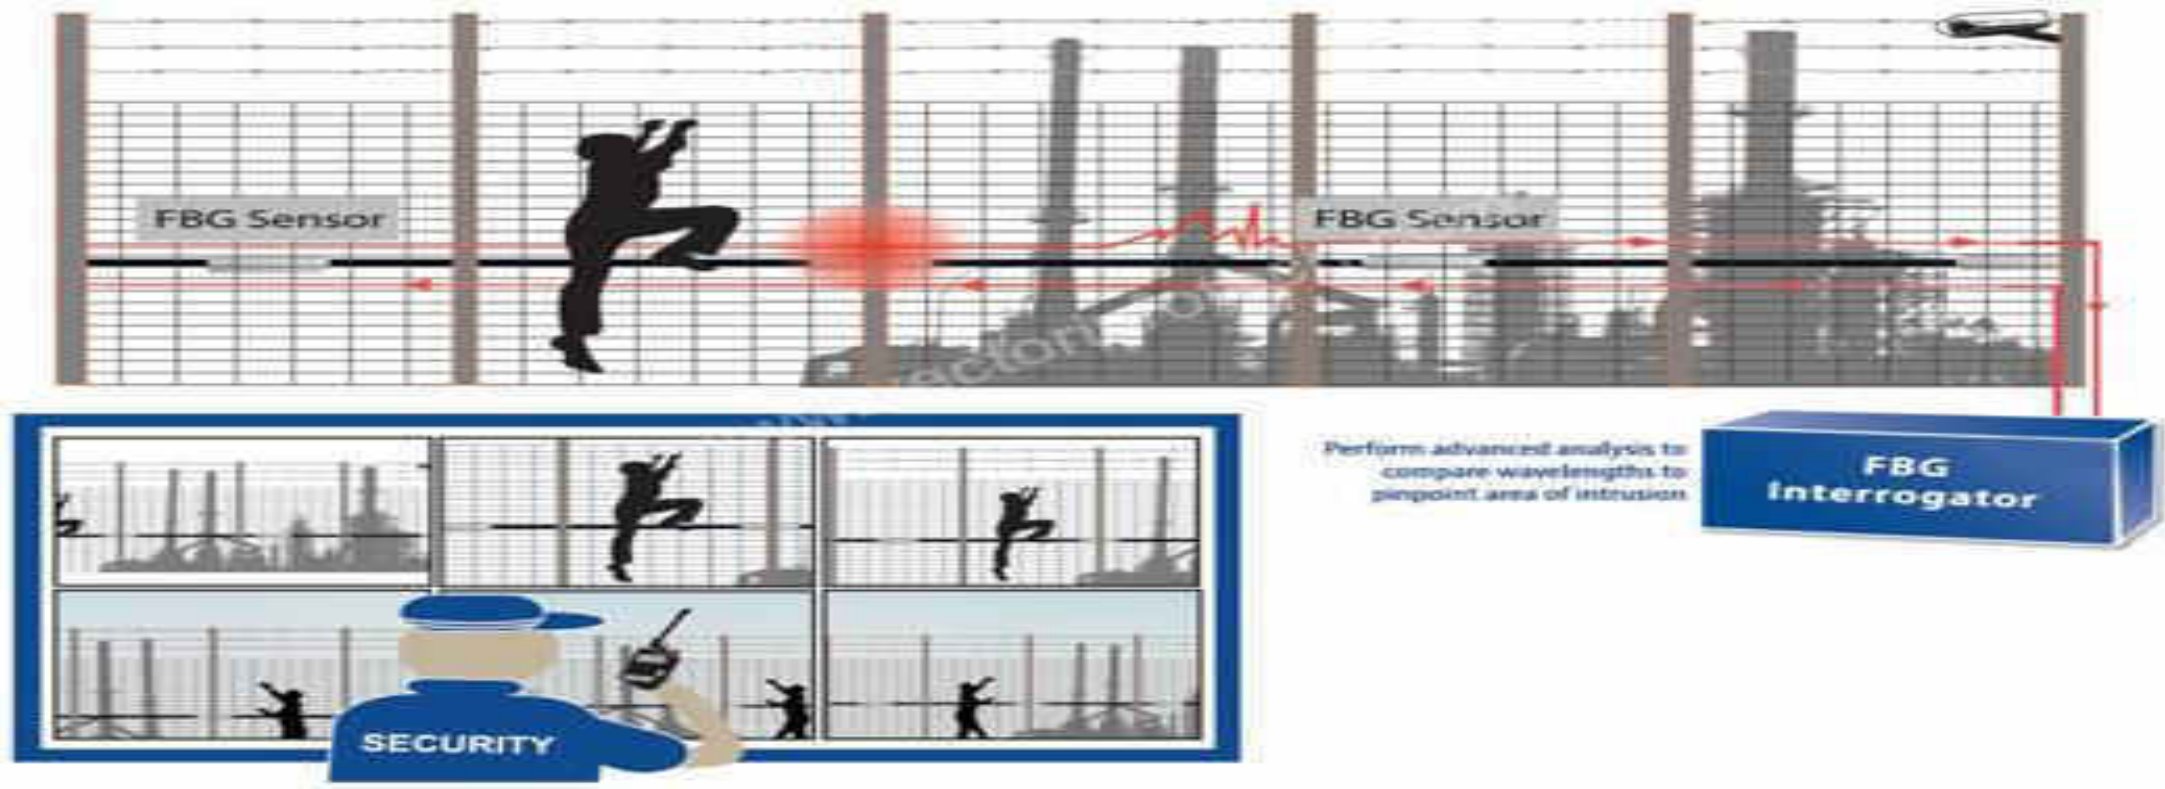 FBG Sensor
FBG Sensor
Perform advanced analysis to
compare wavelengths to
pinpoint area of intrusion
FBG
interrogator
SECURITY